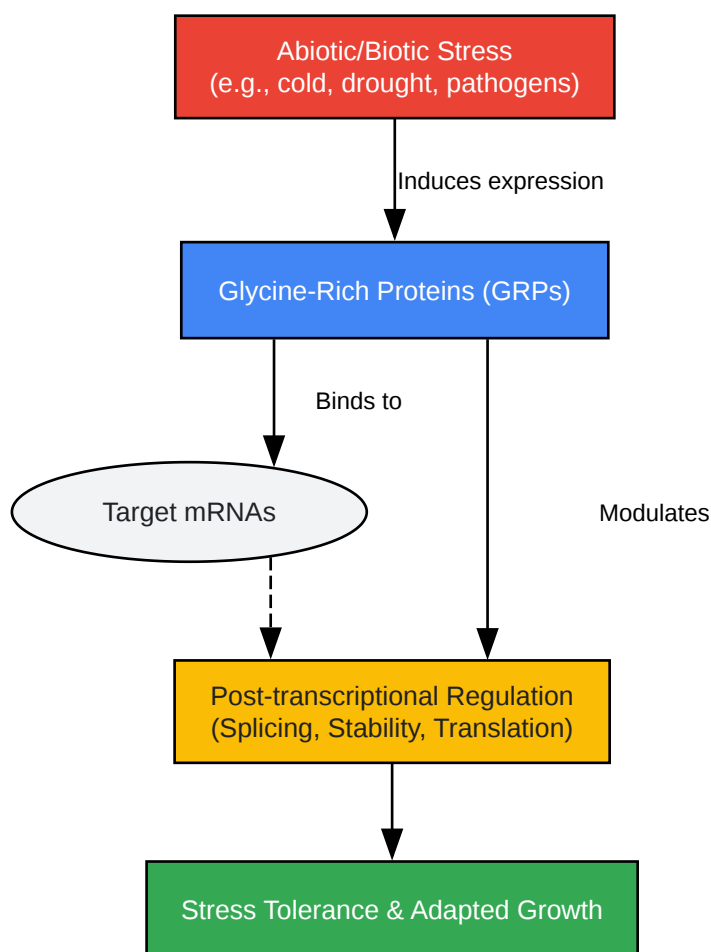 Abiotic/Biotic Stress
(e.g., cold, drought, pathogens)
Induces expression
Glycine-Rich Proteins (GRPs)
Binds to
Target mRNAs
Modulates
Post-transcriptional Regulation
(Splicing, Stability, Translation)
Stress Tolerance & Adapted Growth